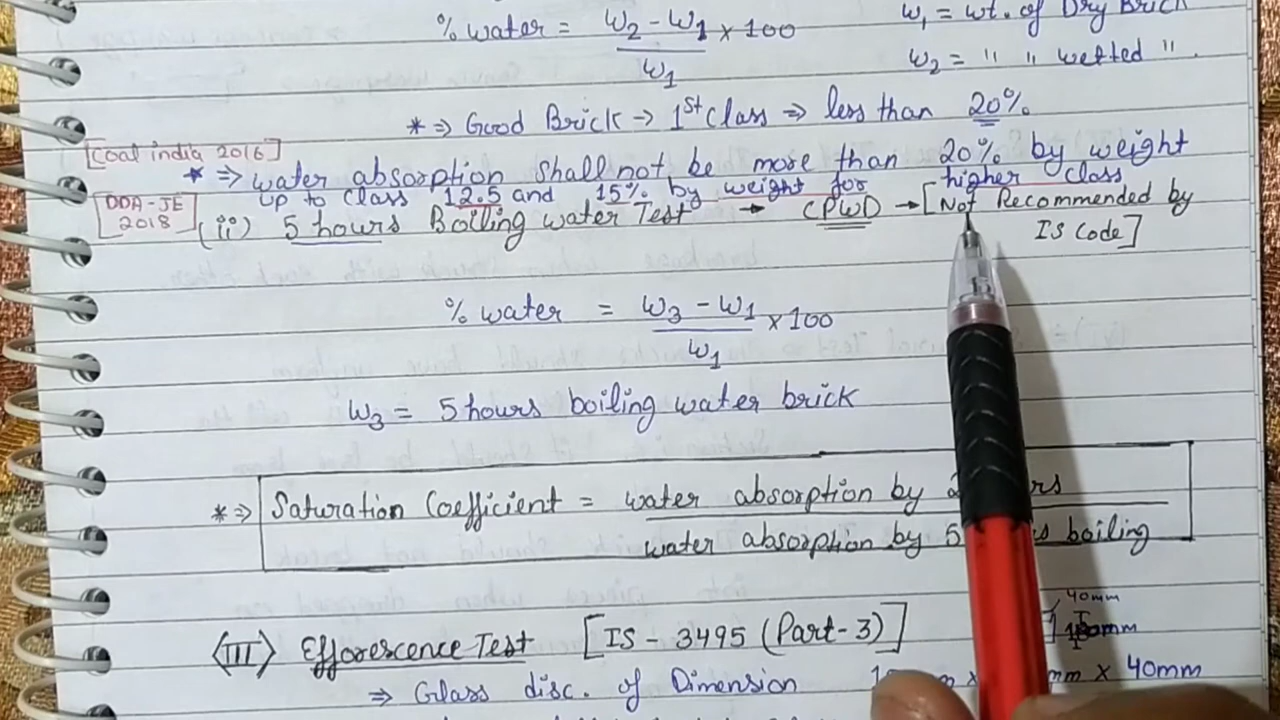 % water = w₂ - w₁ / w₁ × 100
w₁ = wt. of Dry Brick
w₂ = " " wetted ".
* ⇒ Good Brick → 1st Class ⇒ less than 20%.
[Coal india 2016]
* ⇒ water absorption shall not be more than 20% by weight
up to class 12.5 and 15% by weight for higher class
[DDA-JE 2018]
(ii) 5 hours Boiling water Test → CPWD → [Not Recommended by
IS Code]
% water = w₃ - w₁ / w₁ × 100
w₃ = 5 hours boiling water brick
* ⇒ Saturation Coefficient = water absorption by
water absorption by 5 boiling
40mm
(III) Efflorescence Test [IS - 3495 (Part-3)]
⇒ Glass disc. of Dimension × 40mm